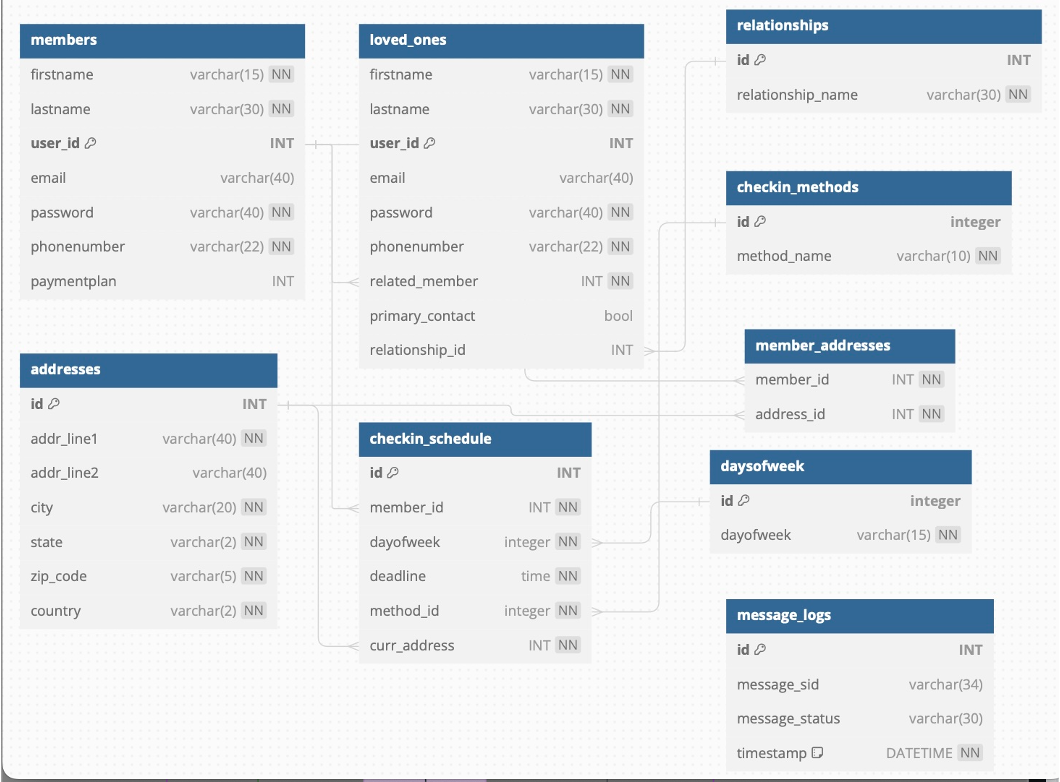 members
firstname varchar(15) NN
lastname varchar(30) NN
user_id INT
email varchar(40)
password varchar(40) NN
phonenumber varchar(22) NN
paymentplan INT
loved_ones
firstname varchar(15) NN
lastname varchar(30) NN
user_id INT
email varchar(40)
password varchar(40) NN
phonenumber varchar(22) NN
related_member INT NN
primary_contact bool
relationship_id INT
relationships
id INT
relationship_name varchar(30) NN
checkin_methods
id integer
method_name varchar(10) NN
member_addresses
member_id INT NN
address_id INT NN
addresses
id INT
addr_line1 varchar(40) NN
addr_line2 varchar(40)
city varchar(20) NN
state varchar(2) NN
zip_code varchar(5) NN
country varchar(2) NN
checkin_schedule
id INT
member_id INT NN
dayofweek integer NN
deadline time NN
method_id integer NN
curr_address INT NN
daysofweek
id integer
dayofweek varchar(15) NN
message_logs
id INT
message_sid varchar(34)
message_status varchar(30)
timestamp DATETIME NN